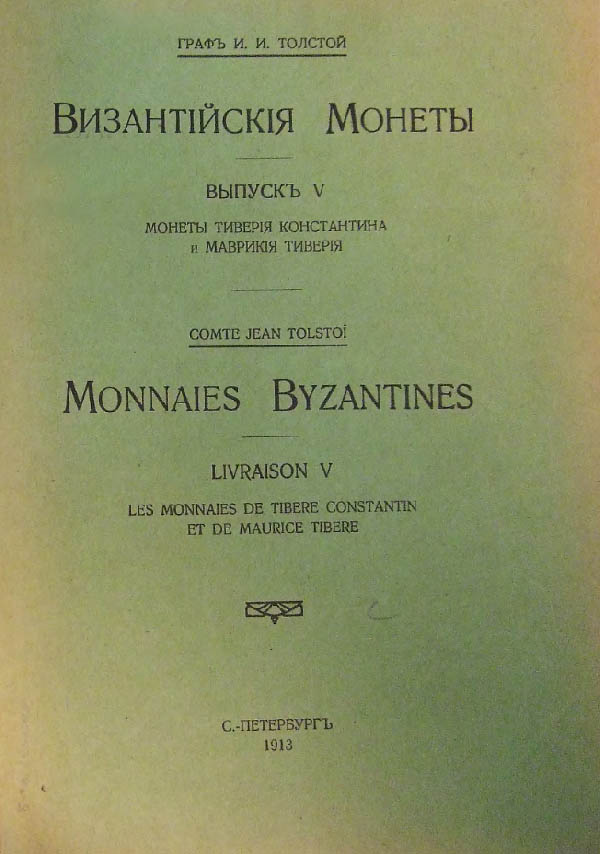 ГРАФЪ И. И. ТОЛСТОЙ
ВИЗАНТІЙСКІЯ МОНЕТЫ
ВЫПУСКЪ V
МОНЕТЫ ТИВЕРІЯ КОНСТАНТИНА
и МАВРИКІЯ ТИВЕРІЯ
COMTE JEAN TOLSTOÏ
MONNAIES BYZANTINES
LIVRAISON V
LES MONNAIES DE TIBERE CONSTANTIN
ET DE MAURICE TIBERE
С.-ПЕТЕРБУРГЪ
1913